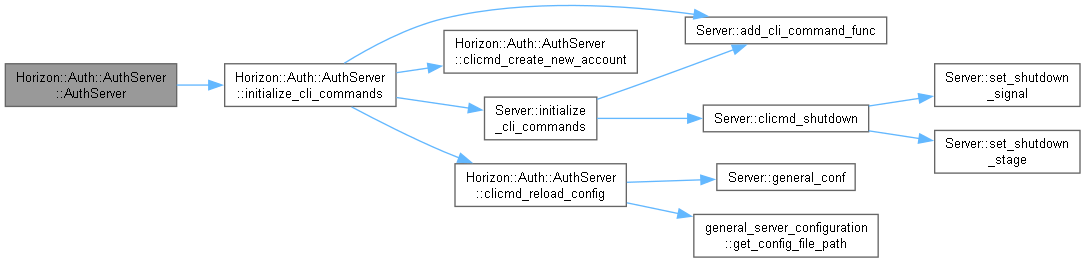 Horizon::Auth::AuthServer
::AuthServer
Horizon::Auth::AuthServer
::initialize_cli_commands
Server::add_cli_command_func
Horizon::Auth::AuthServer
::clicmd_create_new_account
Server::initialize
_cli_commands
Server::clicmd_shutdown
Server::set_shutdown
_signal
Server::set_shutdown
_stage
Horizon::Auth::AuthServer
::clicmd_reload_config
Server::general_conf
general_server_configuration
::get_config_file_path